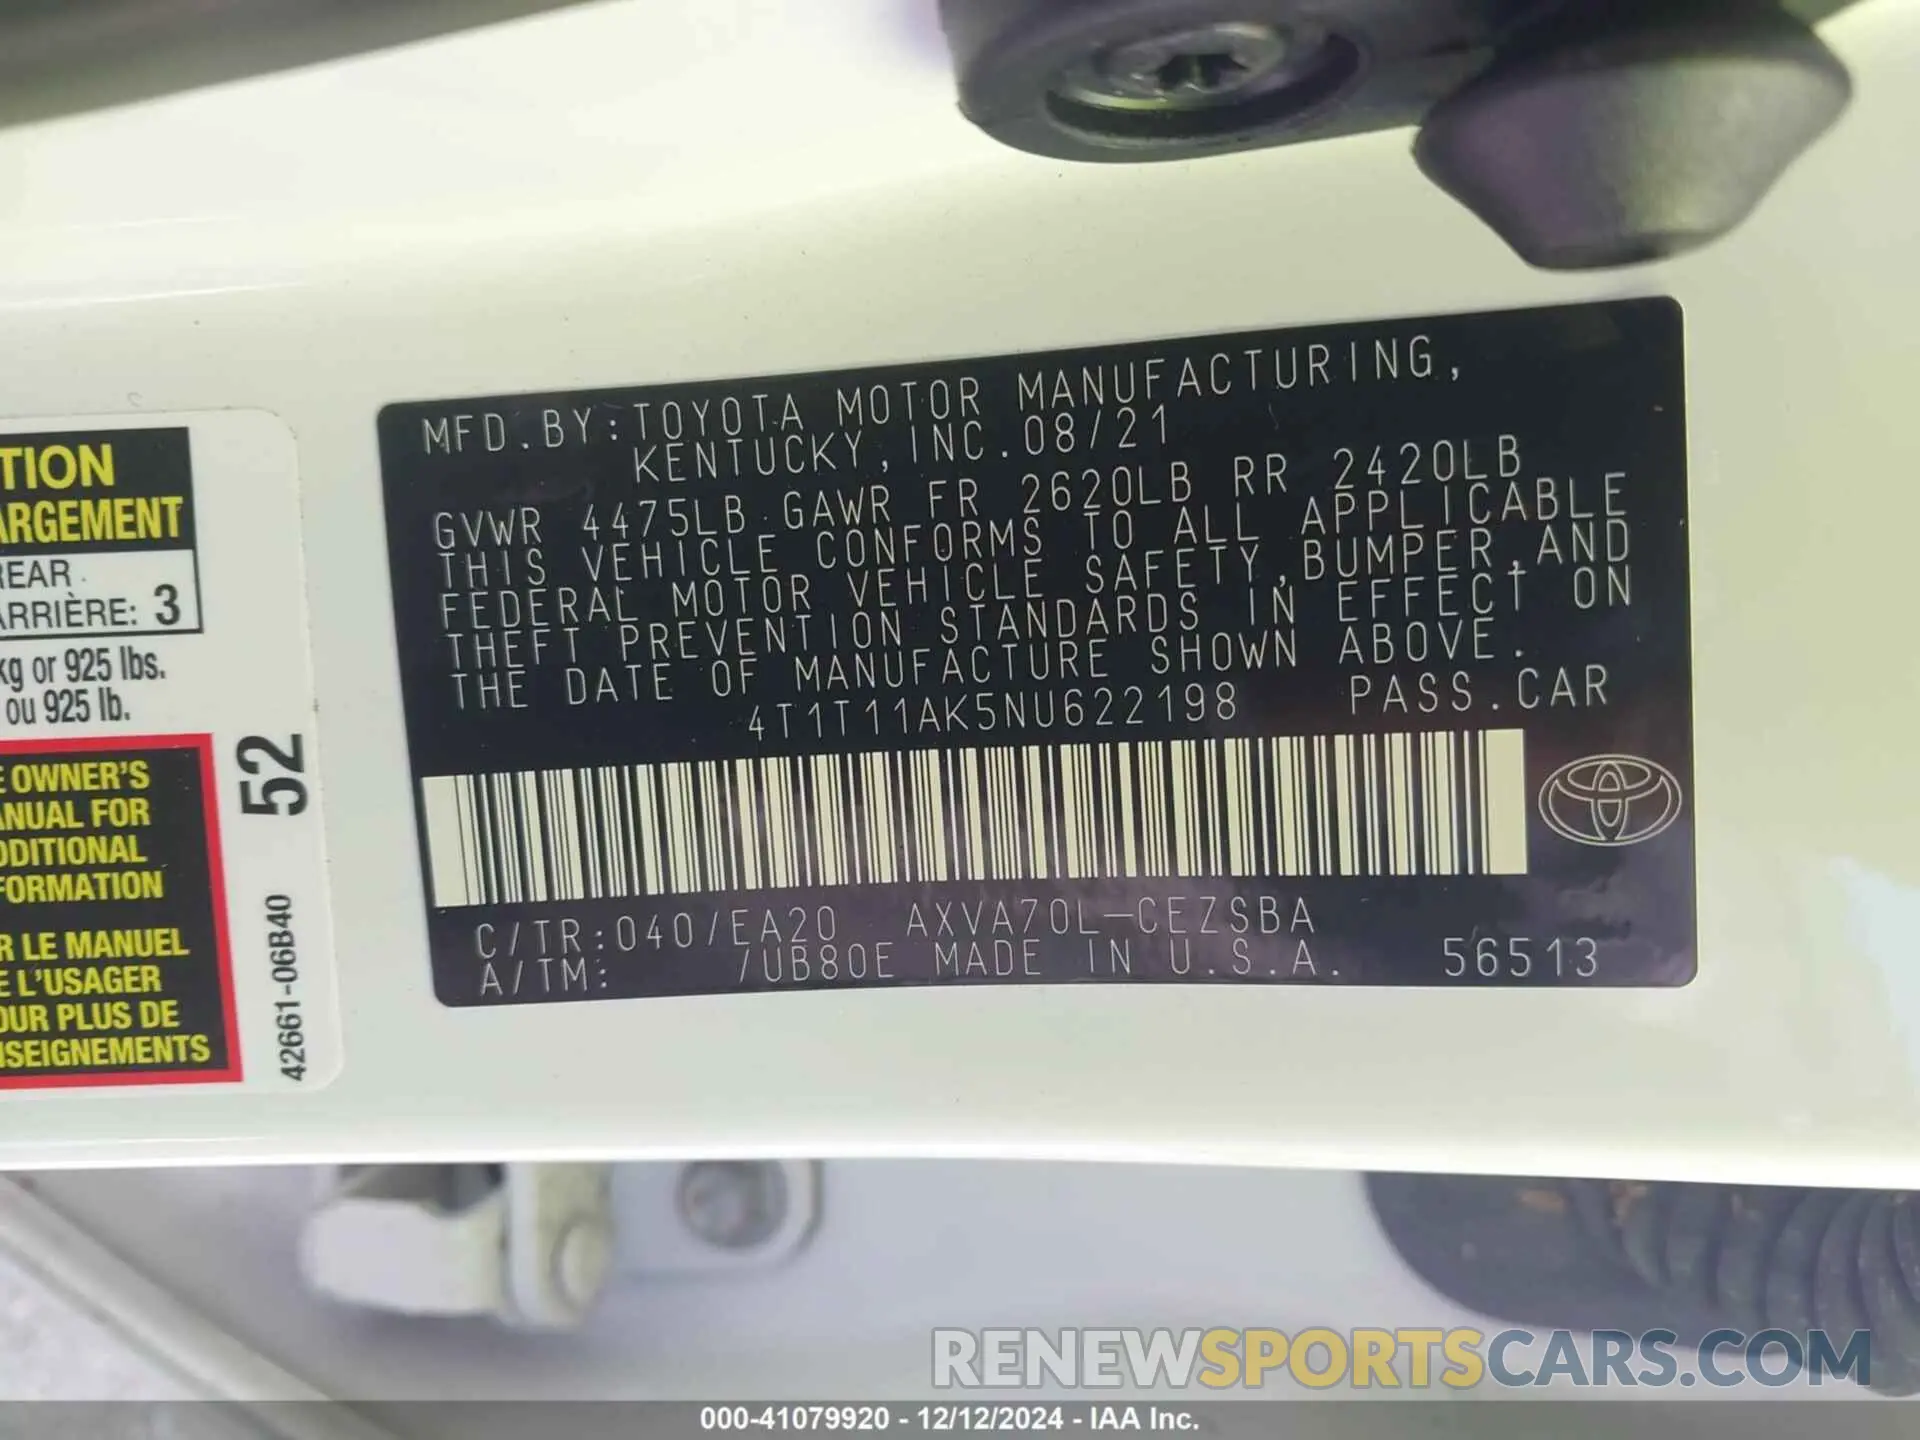 TION
ARGEMENT
REAR
ARRIÈRE: 3
kg or 925 lbs.
ou 925 lb.
E OWNER'S
ANUAL FOR
DDITIONAL
FORMATION
R LE MANUEL
E L'USAGER
OUR PLUS DE
NSEIGNEMENTS
52
42661-06B40
MFD.BY:TOYOTA MOTOR MANUFACTURING,
KENTUCKY,INC.08/21
GVWR 4475LB GAWR FR 2620LB RR 2420LB
THIS VEHICLE CONFORMS TO ALL APPLICABLE
FEDERAL MOTOR VEHICLE SAFETY,BUMPER,AND
THEFT PREVENTION STANDARDS IN EFFECT ON
THE DATE OF MANUFACTURE SHOWN ABOVE.
4T1T11AK5NU622198 PASS.CAR
C/TR:040/EA20 AXVA70L-CEZSBA
A/TM: /UB80E MADE IN U.S.A. 56513
RENEWSPORTSCARS.COM
000-41079920 - 12/12/2024 - IAA Inc.